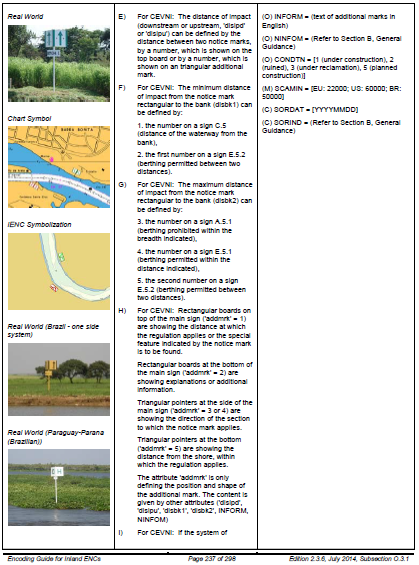 Real World
Chart Symbol
IENC Symbolization
Real World (Brazil - one side
system)
Real World (Paraguay-Parana
(Brazilian))
E) For CEVNI: The distance of impact
(downstream or upstream, 'disipd'
or 'disipu') can be defined by the
distance between two notice marks,
by a number, which is shown on the
top board or by a number, which is
shown on an triangular additional
mark.
F) For CEVNI: The minimum distance
of impact from the notice mark
rectangular to the bank (disbk1) can
be defined by:
1. the number on a sign C.5
(distance of the waterway from the
bank),
2. the first number on a sign E.5.2
(berthing permitted between two
distances).
G) For CEVNI: The maximum distance
of impact from the notice mark
rectangular to the bank (disbk2) can
be defined by:
3. the number on a sign A.5.1
(berthing prohibited within the
breadth indicated),
4. the number on a sign E.5.1
(berthing permitted within the
distance indicated),
5. the second number on a sign
E.5.2 (berthing permitted between
two distances).
H) For CEVNI: Rectangular boards on
top of the main sign ('addmrk' = 1)
are showing the distance at which
the regulation applies or the special
feature indicated by the notice mark
is to be found.
Rectangular boards at the bottom of
the main sign ('addmrk' = 2) are
showing explanations or additional
information.
Triangular pointers at the side of the
main sign ('addmrk' = 3 or 4) are
showing the direction of the section
to which the notice mark applies.
Triangular pointers at the bottom
('addmrk' = 5) are showing the
distance from the shore, within
which the regulation applies.
The attribute 'addmrk' is only
defining the position and shape of
the additional mark. The content is
given by other attributes ('disipd',
'disipu', 'disbk1', 'disbk2', INFORM,
NINFOM)
I) For CEVNI: If the system of
(O) INFORM = (text of additional marks in
English)
(O) NINFOM = (Refer to Section B, General
Guidance)
(O) CONDTN = [1 (under construction), 2
(ruined), 3 (under reclamation), 5 (planned
construction)]
(M) SCAMIN = [EU: 22000; US: 60000; BR:
50000]
(C) SORDAT = [YYYYMMDD]
(C) SORIND = (Refer to Section B, General
Guidance)
Encoding Guide for Inland ENCs Page 237 of 298 Edition 2.3.6, July 2014, Subsection O.3.1